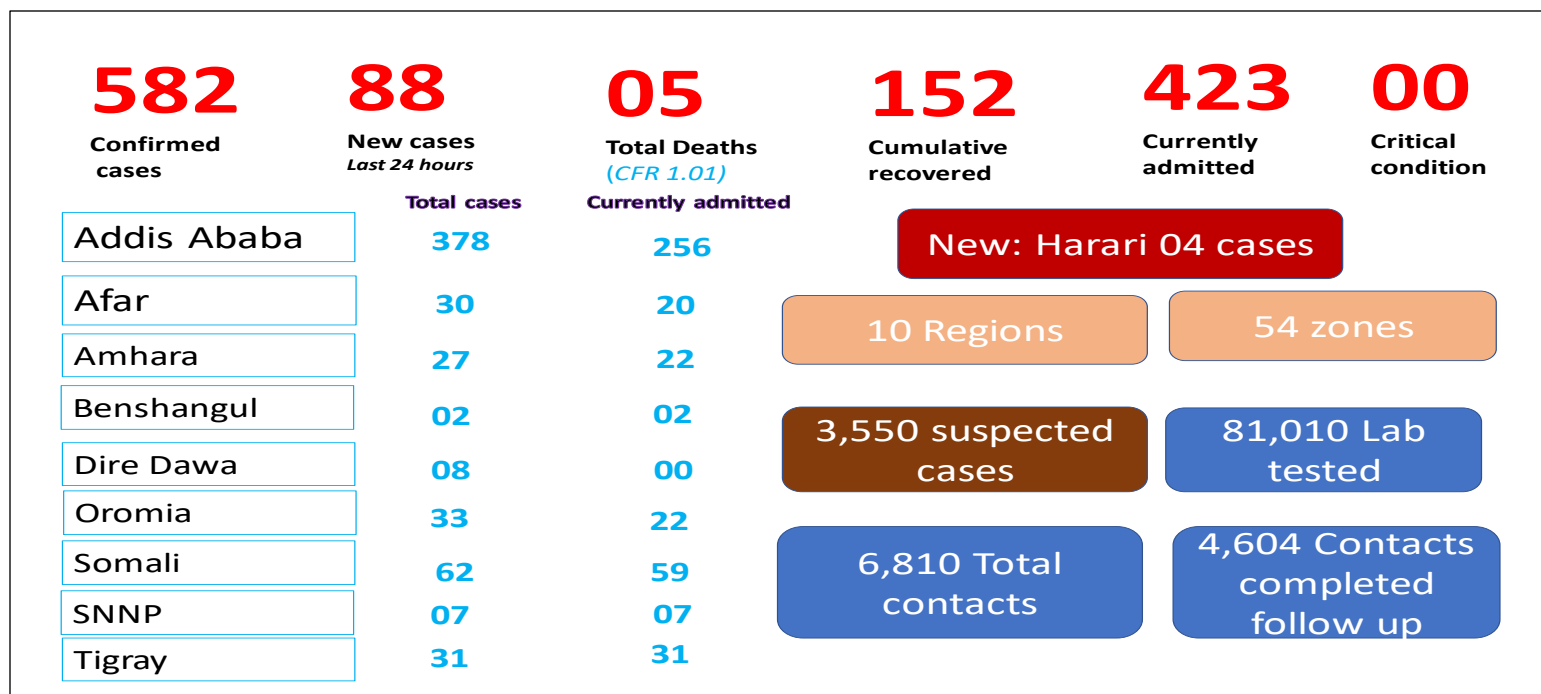 582 88 05 152 423 00
Confirmed cases
New cases
Last 24 hours
Total Deaths
(CFR 1.01)
Cumulative recovered
Currently admitted
Critical condition
Total cases Currently admitted
Addis Ababa 378 256
Afar 30 20
Amhara 27 22
Benshangul 02 02
Dire Dawa 08 00
Oromia 33 22
Somali 62 59
SNNP 07 07
Tigray 31 31
New: Harari 04 cases
10 Regions
54 zones
3,550 suspected
cases
81,010 Lab
tested
6,810 Total
contacts
4,604 Contacts
completed
follow up